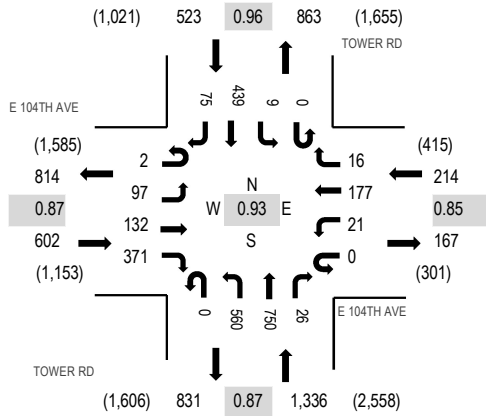 (1,021) 523 0.96 863 (1,655)
TOWER RD
75 439 9 0
E 104TH AVE
(1,585)
814
0.87
602
(1,153)
2
97
132
371
N
W 0.93 E
S
16
177
21
0
(415)
214
0.85
167
(301)
0 560 750 26
E 104TH AVE
TOWER RD
(1,606) 831 0.87 1,336 (2,558)